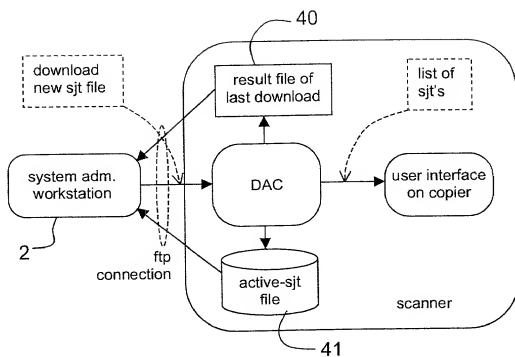 40
download
new sjt file
result file of
last download
list of
sjt's
system adm.
workstation
DAC
user interface
on copier
2
ftp
connection
active-sjt
file
scanner
41